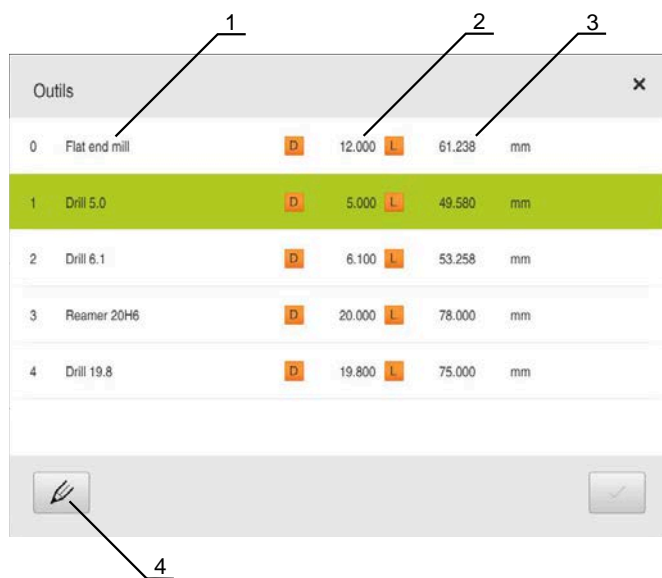 1 2 3
Outils ×
0 Flat end mill D 12.000 L 61.238 mm
1 Drill 5.0 D 5.000 L 49.580 mm
2 Drill 6.1 D 6.100 L 53.258 mm
3 Reamer 20H6 D 20.000 L 78.000 mm
4 Drill 19.8 D 19.800 L 75.000 mm
4